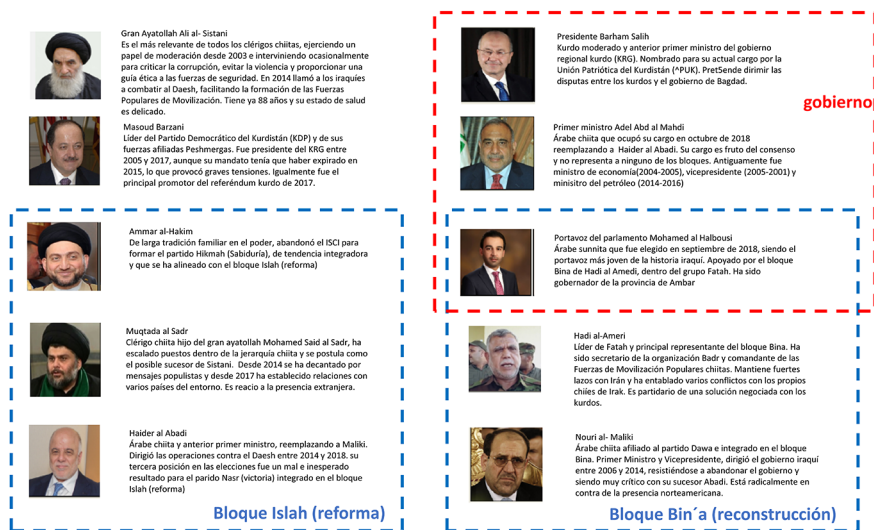 Gran Ayatollah Ali al- Sistani
Es el más relevante de todos los clérigos chiitas, ejerciendo un
papel de moderación desde 2003 e interviniendo ocasionalmente
para criticar la corrupción, evitar la violencia y proporcionar una
guía ética a las fuerzas de seguridad. En 2014 llamó a los iraquíes
a combatir al Daesh, facilitando la formación de las Fuerzas
Populares de Movilización. Tiene ya 88 años y su estado de salud
es delicado.
Masoud Barzani
Líder del Partido Democrático del Kurdistán (KDP) y de sus
fuerzas afiliadas Peshmergas. Fue presidente del KRG entre
2005 y 2017, aunque su mandato tenía que haber expirado en
2015, lo que provocó graves tensiones. Igualmente fue el
principal promotor del referéndum kurdo de 2017.
Ammar al-Hakim
De larga tradición familiar en el poder, abandonó el ISCI para
formar el partido Hikmah (Sabiduría), de tendencia integradora
y que se ha alineado con el bloque Islah (reforma)
Muqtada al Sadr
Clérigo chiita hijo del gran ayatollah Mohamed Said al Sadr, ha
escalado puestos dentro de la jerarquía chiita y se postula como
el posible sucesor de Sistani.  Desde 2014 se ha decantado por
mensajes populistas y desde 2017 ha establecido relaciones con
varios países del entorno. Es reacio a la presencia extranjera.
Haider al Abadi
Árabe chiita y anterior primer ministro, reemplazando a Maliki.
Dirigió las operaciones contra el Daesh entre 2014 y 2018. su
tercera posición en las elecciones fue un mal e inesperado
resultado para el parido Nasr (victoria) integrado en el bloque
Islah (reforma)
Bloque Islah (reforma)
Presidente Barham Salih
Kurdo moderado y anterior primer ministro del gobierno
regional kurdo (KRG). Nombrado para su actual cargo por la
Unión Patriótica del Kurdistán (^PUK). Pret5ende dirimir las
disputas entre los kurdos y el gobierno de Bagdad.
gobierno
Primer ministro Adel Abd al Mahdi
Árabe chiita que ocupó su cargo en octubre de 2018
reemplazando a  Haider al Abadi. Su cargo es fruto del consenso
y no representa a ninguno de los bloques. Antiguamente fue
ministro de economía(2004-2005), vicepresidente (2005-2001) y
minisitro del petróleo (2014-2016)
Portavoz del parlamento Mohamed al Halbousi
Árabe sunnita que fue elegido en septiembre de 2018, siendo el
portavoz más joven de la historia iraquí. Apoyado por el bloque
Bina de Hadi al Amedi, dentro del grupo Fatah. Ha sido
gobernador de la provincia de Ambar
Hadi al-Ameri
Líder de Fatah y principal representante del bloque Bina. Ha
sido secretario de la organización Badr y comandante de las
Fuerzas de Movilización Populares chiitas. Mantiene fuertes
lazos con Irán y ha entablado varios conflictos con los propios
chiíes de Irak. Es partidario de una solución negociada con los
kurdos.
Nouri al- Maliki
Árabe chiita afiliado al partido Dawa e integrado en el bloque
Bina. Primer Ministro y Vicepresidente, dirigió el gobierno iraquí
entre 2006 y 2014, resistiéndose a abandonar el gobierno y
siendo muy crítico con su sucesor Abadi. Está radicalmente en
contra de la presencia norteamericana.
Bloque Bin´a (reconstrucción)